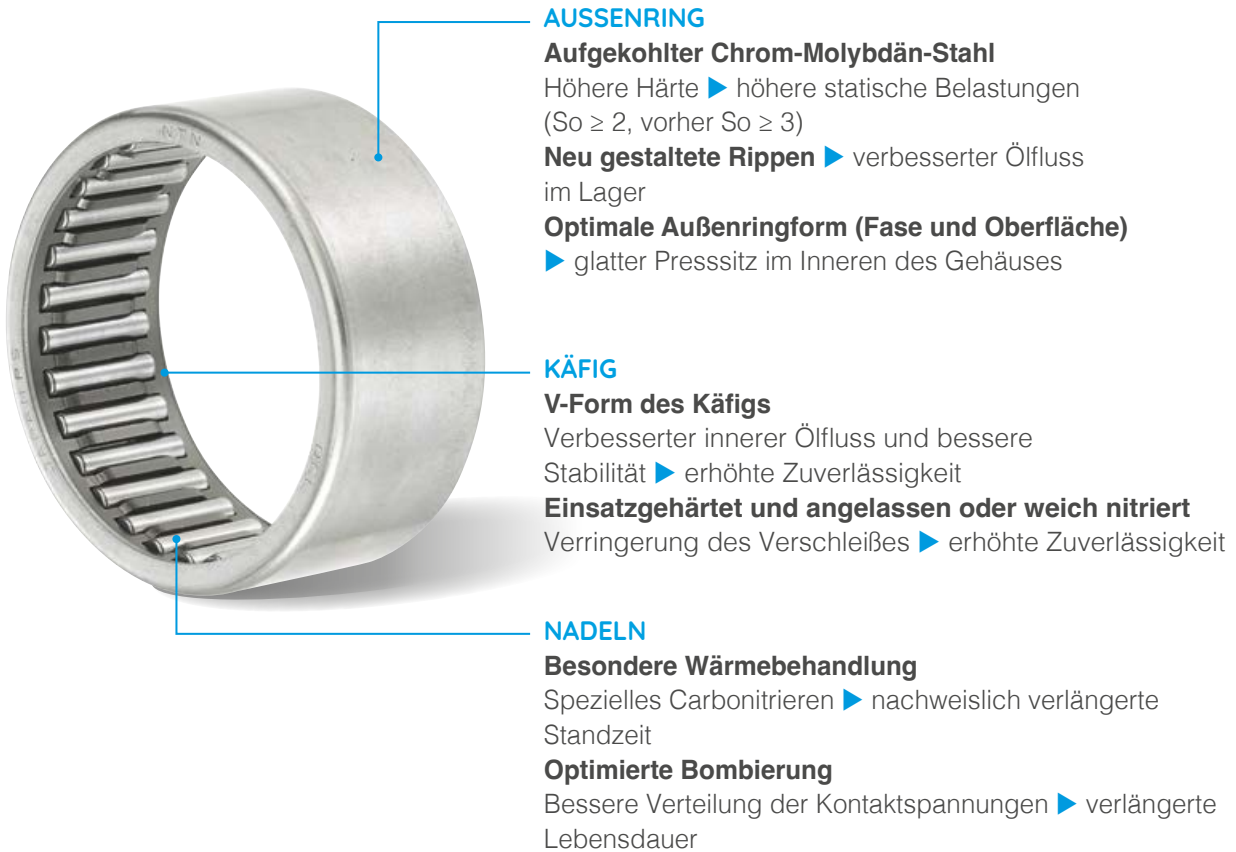 AUSSENRING
Aufgekohlter Chrom-Molybdän-Stahl
Höhere Härte ▶ höhere statische Belastungen
(So ≥ 2, vorher So ≥ 3)
Neu gestaltete Rippen ▶ verbesserter Ölfluss
im Lager
Optimale Außenringform (Fase und Oberfläche)
▶ glatter Presssitz im Inneren des Gehäuses
NTN
KÄFIG
V-Form des Käfigs
Verbesserter innerer Ölfluss und bessere
Stabilität ▶ erhöhte Zuverlässigkeit
Einsatzgehärtet und angelassen oder weich nitriert
Verringerung des Verschleißes ▶ erhöhte Zuverlässigkeit
NADELN
Besondere Wärmebehandlung
Spezielles Carbonitrieren ▶ nachweislich verlängerte
Standzeit
Optimierte Bombierung
Bessere Verteilung der Kontaktspannungen ▶ verlängerte
Lebensdauer